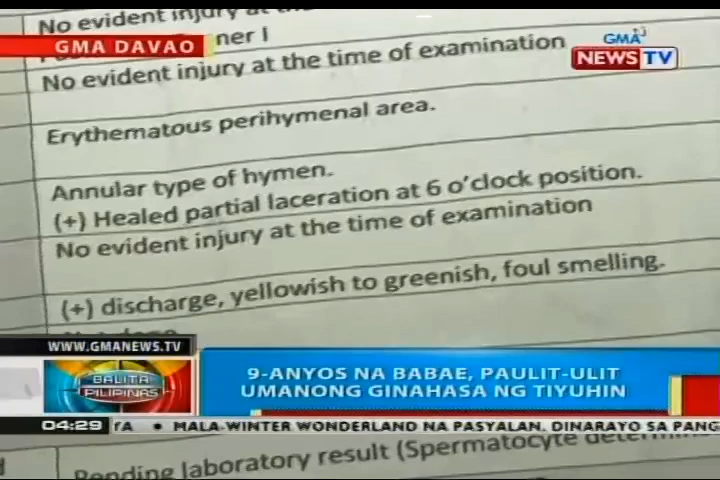 No evident injury at
GMA DAVAO
ner I
GMA
NEWS TV
No evident injury at the time of examination
Erythematous perihymenal area.
Annular type of hymen.
(+) Healed partial laceration at 6 o'clock position.
No evident injury at the time of examination
(+) discharge, yellowish to greenish, foul smelling.
WWW.GMANEWS.TV
BALITA
PILIPINAS
9-ANYOS NA BABAE, PAULIT-ULIT
UMANONG GINAHASA NG TIYUHIN
04:29 YA • MALA-WINTER WONDERLAND NA PASYALAN, DINARAYO SA PANG
Pending laboratory result (Spermatocyte